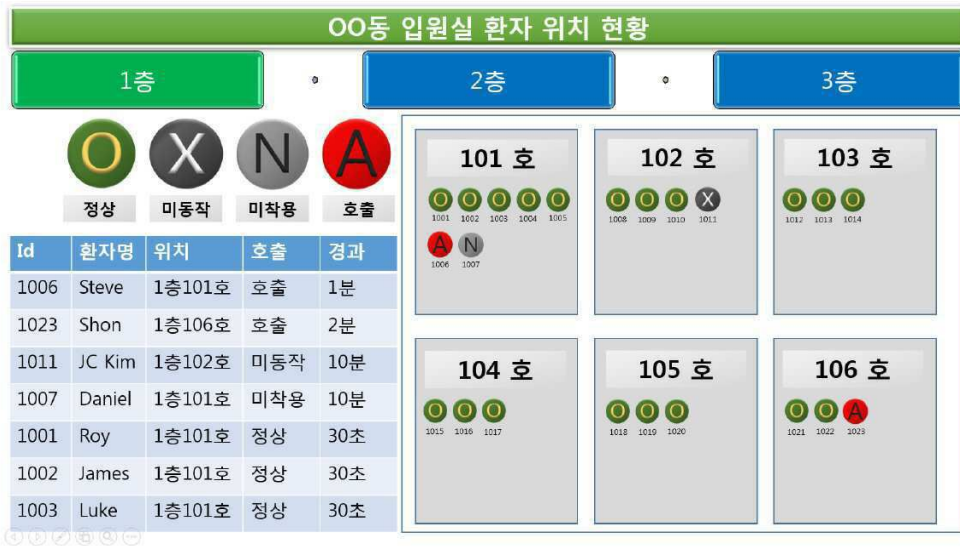 OO동 입원실 환자 위치 현황
1층 2층 3층
O X N A
정상 미동작 미착용 호출
Id 환자명 위치 호출 경과
1006 Steve 1층101호 호출 1분
1023 Shon 1층106호 호출 2분
1011 JC Kim 1층102호 미동작 10분
1007 Daniel 1층101호 미착용 10분
1001 Roy 1층101호 정상 30초
1002 James 1층101호 정상 30초
1003 Luke 1층101호 정상 30초
101 호
O O O O O
1001 1002 1003 1004 1005
A N
1006 1007
102 호
O O O X
1008 1009 1010 1011
103 호
O O O
1012 1013 1014
104 호
O O O
1015 1016 1017
105 호
O O O
1018 1019 1020
106 호
O O A
1021 1022 1023